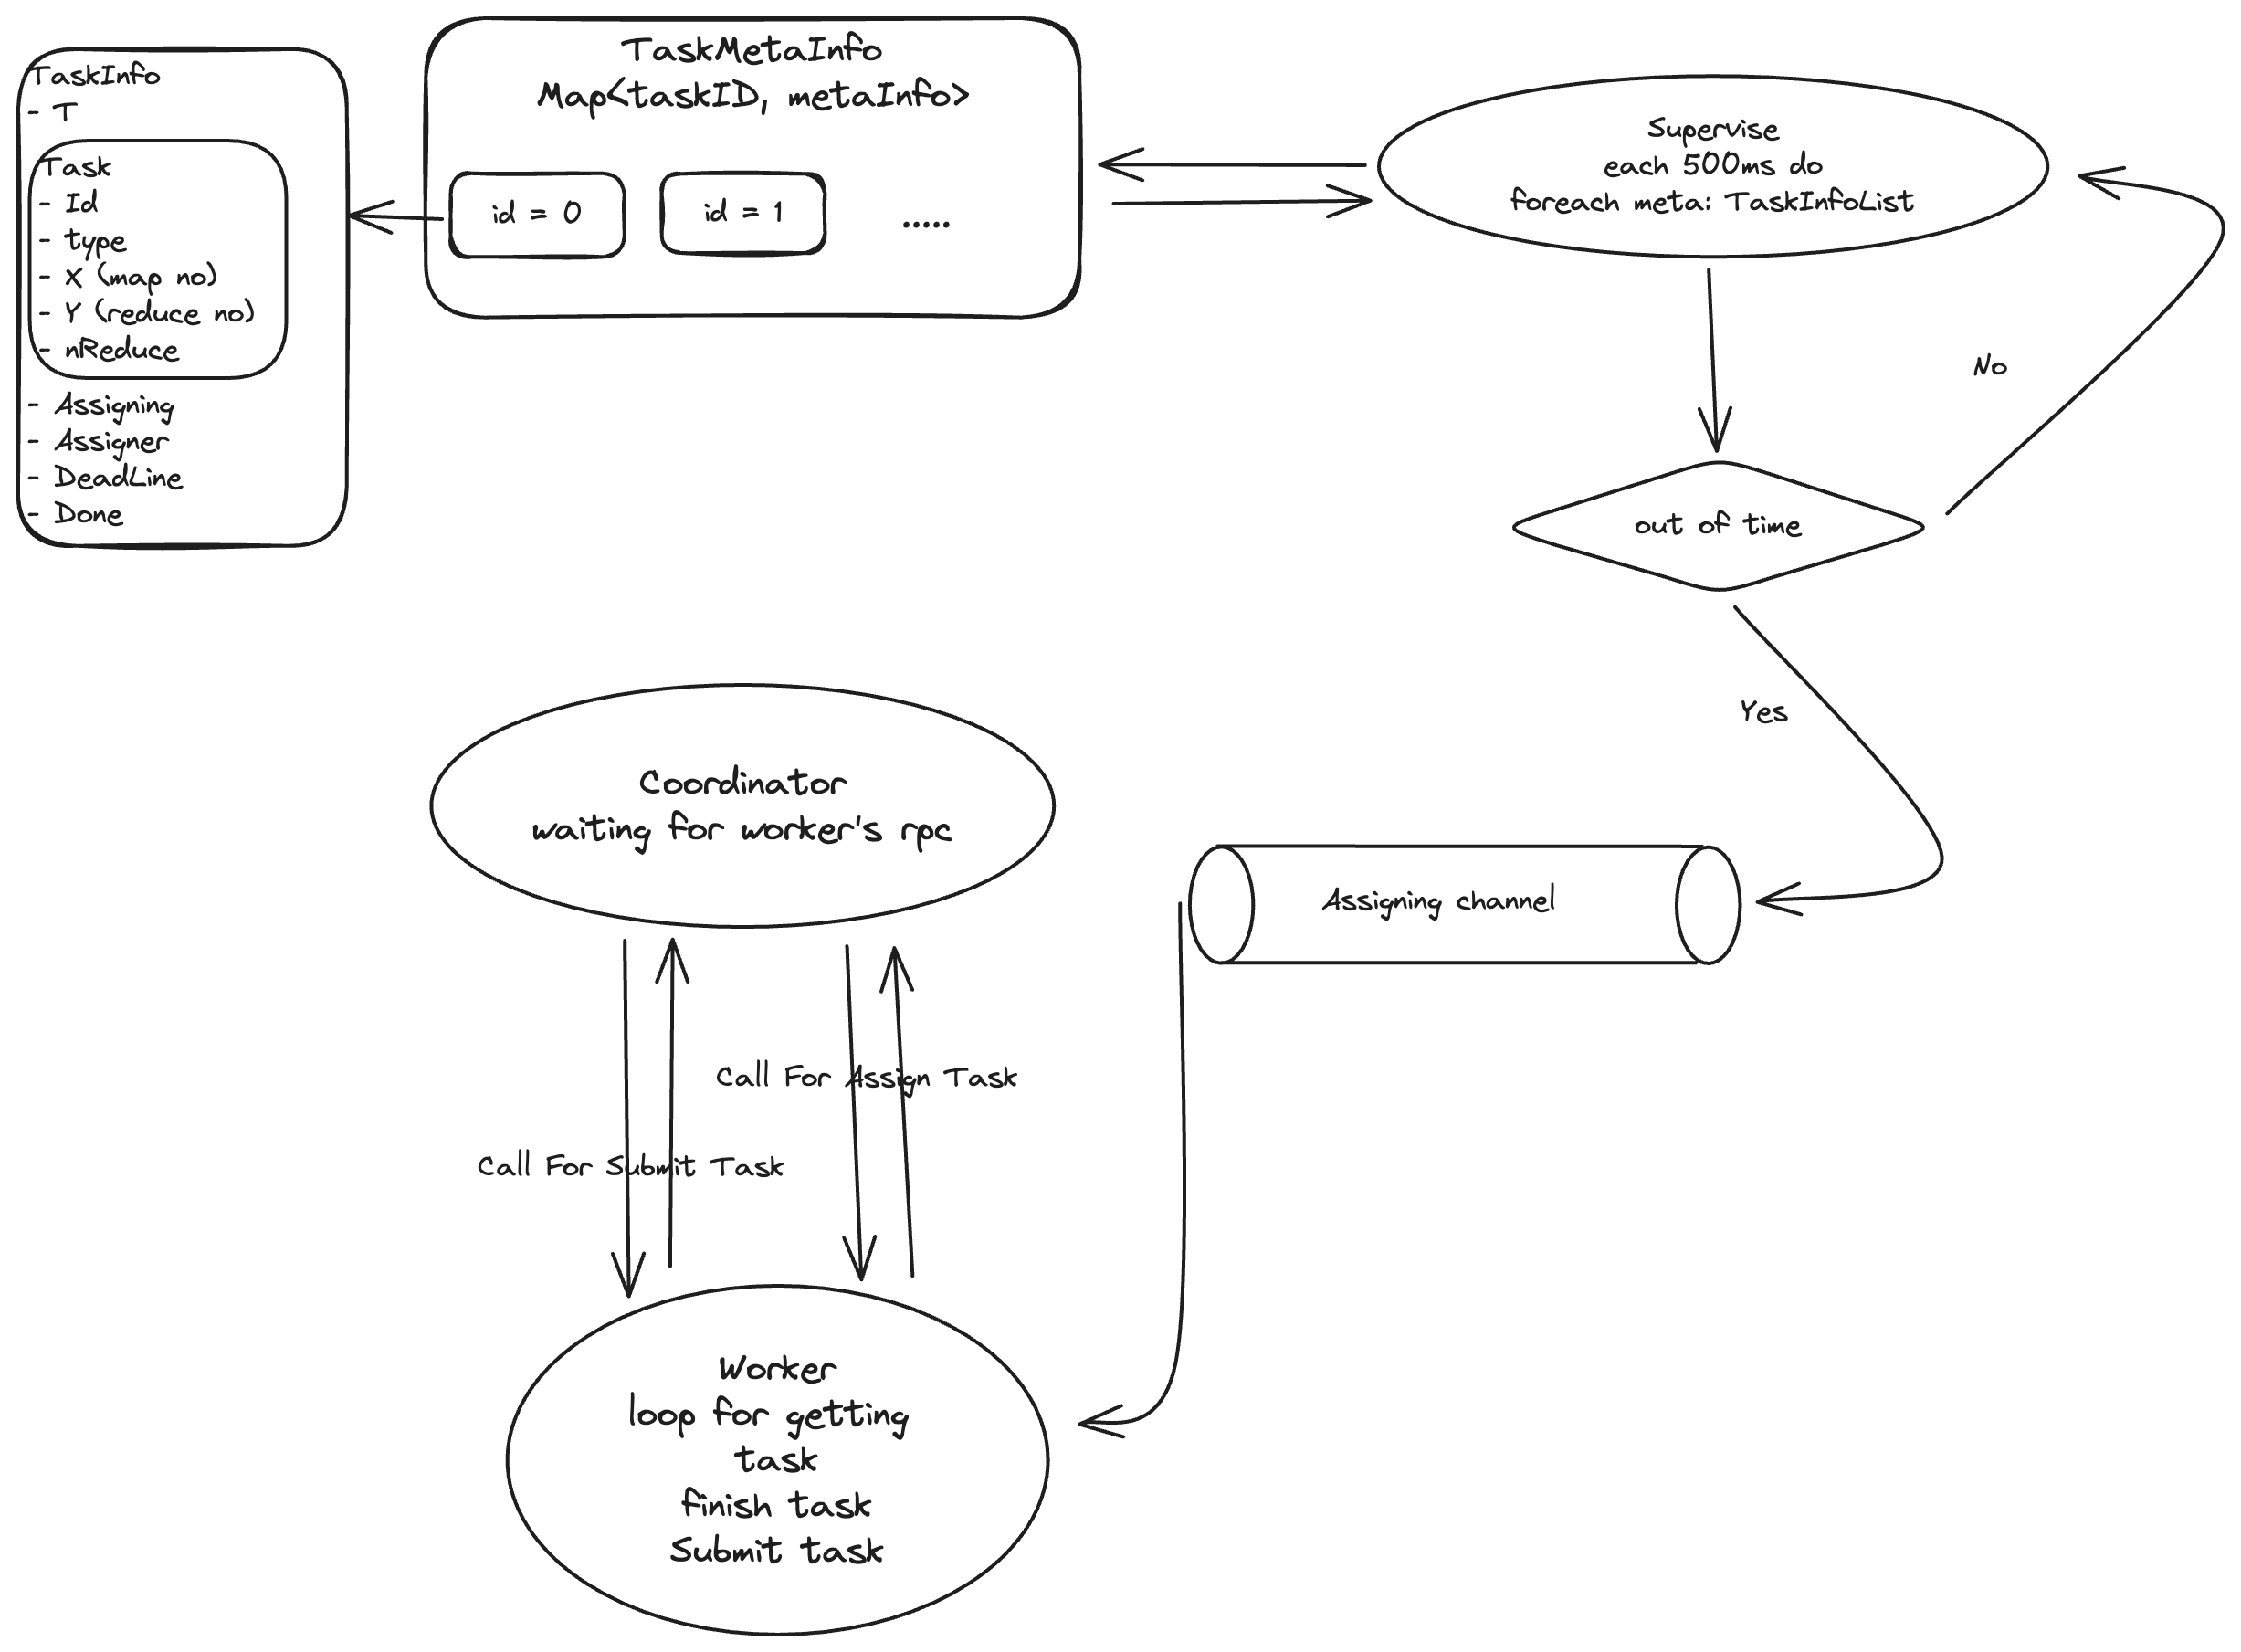 TaskInfo
- T
Task
- Id
- type
- X (map no)
- Y (reduce no)
- nReduce
- Assigning
- Assigner
- DeadLine
- Done
TaskMetaInfo
Map<taskID, metaInfo>
id = 0
id = 1
.....
Supervise
each 500ms do
foreach meta: TaskInfoList
No
out of time
Yes
Coordinator
waiting for worker's rpc
Assigning channel
Call For Assign Task
Call For Submit Task
Worker
loop for getting
task
finish task
Submit task